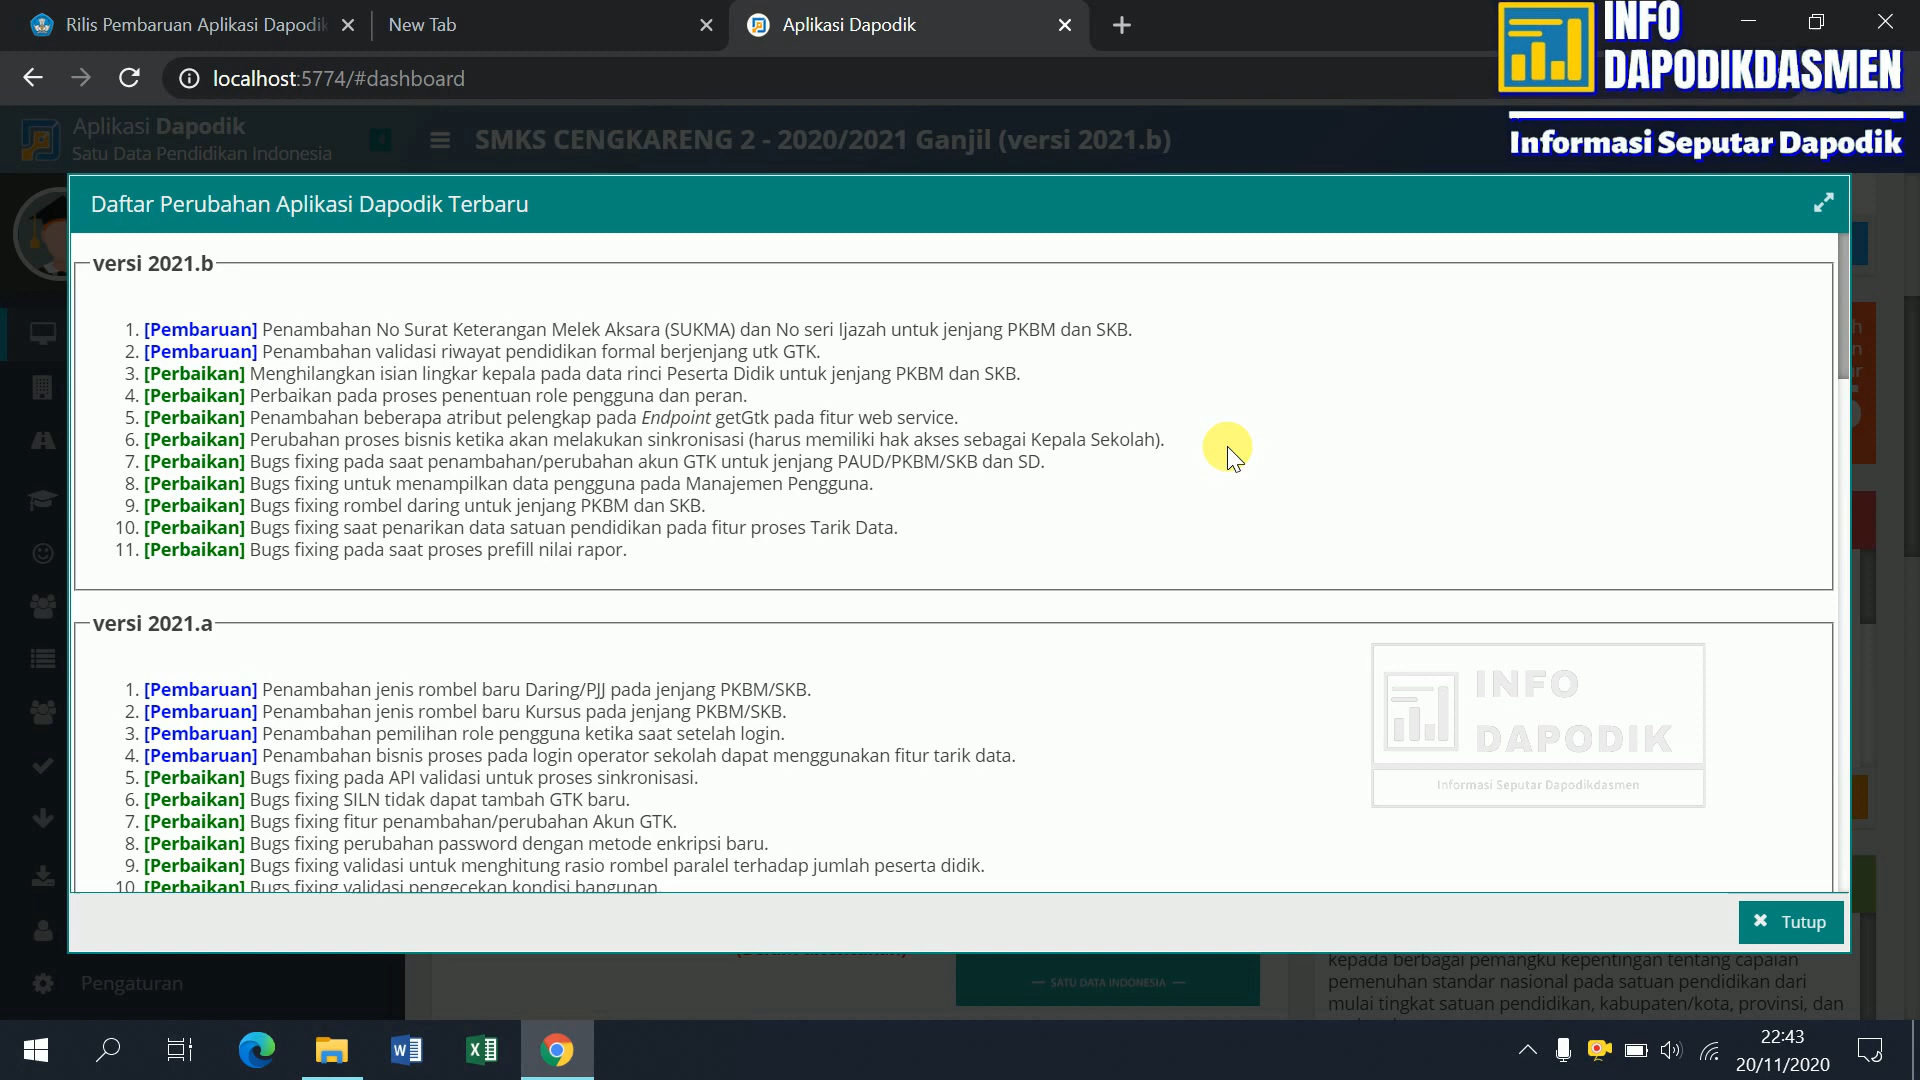 Rilis Pembaruan Aplikasi Dapodik
New Tab
Aplikasi Dapodik
INFO
DAPODIKDASMEN
Informasi Seputar Dapodik
localhost:5774/#dashboard
Aplikasi Dapodik
Satu Data Pendidikan Indonesia
SMKS CENGKARENG 2 - 2020/2021 Ganjil (versi 2021.b)
Daftar Perubahan Aplikasi Dapodik Terbaru
versi 2021.b
1. [Pembaruan] Penambahan No Surat Keterangan Melek Aksara (SUKMA) dan No seri Ijazah untuk jenjang PKBM dan SKB.
2. [Pembaruan] Penambahan validasi riwayat pendidikan formal berjenjang utk GTK.
3. [Perbaikan] Menghilangkan isian lingkar kepala pada data rinci Peserta Didik untuk jenjang PKBM dan SKB.
4. [Perbaikan] Perbaikan pada proses penentuan role pengguna dan peran.
5. [Perbaikan] Penambahan beberapa atribut pelengkap pada Endpoint getGtk pada fitur web service.
6. [Perbaikan] Perubahan proses bisnis ketika akan melakukan sinkronisasi (harus memiliki hak akses sebagai Kepala Sekolah).
7. [Perbaikan] Bugs fixing pada saat penambahan/perubahan akun GTK untuk jenjang PAUD/PKBM/SKB dan SD.
8. [Perbaikan] Bugs fixing untuk menampilkan data pengguna pada Manajemen Pengguna.
9. [Perbaikan] Bugs fixing rombel daring untuk jenjang PKBM dan SKB.
10. [Perbaikan] Bugs fixing saat penarikan data satuan pendidikan pada fitur proses Tarik Data.
11. [Perbaikan] Bugs fixing pada saat proses prefill nilai rapor.
versi 2021.a
1. [Pembaruan] Penambahan jenis rombel baru Daring/PJJ pada jenjang PKBM/SKB.
2. [Pembaruan] Penambahan jenis rombel baru Kursus pada jenjang PKBM/SKB.
3. [Pembaruan] Penambahan pemilihan role pengguna ketika saat setelah login.
4. [Pembaruan] Penambahan bisnis proses pada login operator sekolah dapat menggunakan fitur tarik data.
5. [Perbaikan] Bugs fixing pada API validasi untuk proses sinkronisasi.
6. [Perbaikan] Bugs fixing SILN tidak dapat tambah GTK baru.
7. [Perbaikan] Bugs fixing fitur penambahan/perubahan Akun GTK.
8. [Perbaikan] Bugs fixing perubahan password dengan metode enkripsi baru.
9. [Perbaikan] Bugs fixing validasi untuk menghitung rasio rombel paralel terhadap jumlah peserta didik.
10. [Perbaikan] Bugs fixing validasi pengecekan kondisi bangunan
INFO
DAPODIK
Informasi Seputar Dapodikdasmen
Tutup
Pengaturan
— SATU DATA INDONESIA —
kepada berbagai pemangku kepentingan tentang capaian
pemenuhan standar nasional pada satuan pendidikan dari
mulai tingkat satuan pendidikan, kabupaten/kota, provinsi, dan
22:43
20/11/2020